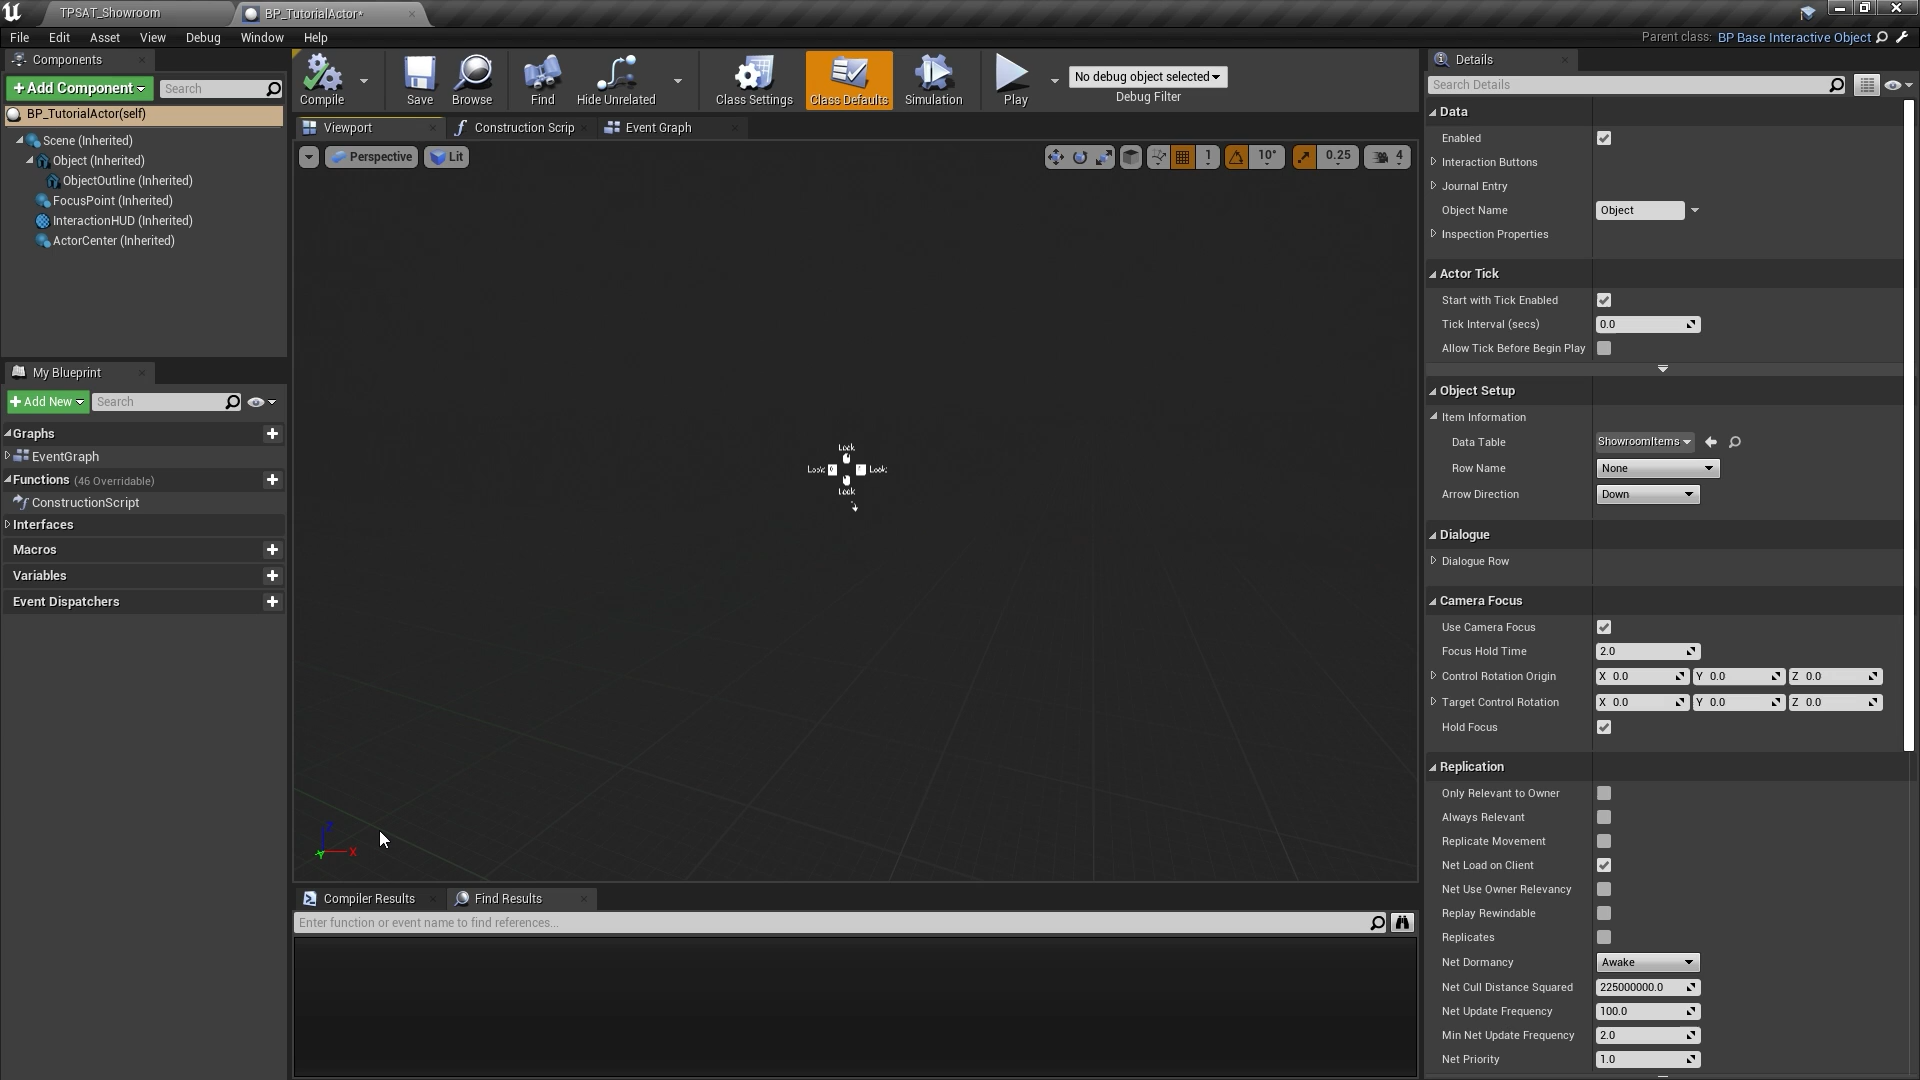 TPSAT_Showroom
BP_TutorialActor*
File Edit Asset View Debug Window Help
Parent class: BP Base Interactive Object
Components
+ Add Component
Search
BP_TutorialActor(self)
Scene (Inherited)
Object (Inherited)
ObjectOutline (Inherited)
FocusPoint (Inherited)
InteractionHUD (Inherited)
ActorCenter (Inherited)
My Blueprint
+ Add New
Search
Graphs
EventGraph
Functions (46 Overridable)
ConstructionScript
Interfaces
Macros
Variables
Event Dispatchers
Compile
Save
Browse
Find
Hide Unrelated
Class Settings
Class Defaults
Simulation
Play
No debug object selected
Debug Filter
Viewport
Construction Scrip
Event Graph
Perspective
Lit
1
10°
0.25
4
Lock
Lock
Compiler Results
Find Results
Enter function or event name to find references...
Details
Search Details
Data
Enabled
Interaction Buttons
Journal Entry
Object Name Object
Inspection Properties
Actor Tick
Start with Tick Enabled
Tick Interval (secs) 0.0
Allow Tick Before Begin Play
Object Setup
Item Information
Data Table ShowroomItems
Row Name None
Arrow Direction Down
Dialogue
Dialogue Row
Camera Focus
Use Camera Focus
Focus Hold Time 2.0
Control Rotation Origin X 0.0 Y 0.0 Z 0.0
Target Control Rotation X 0.0 Y 0.0 Z 0.0
Hold Focus
Replication
Only Relevant to Owner
Always Relevant
Replicate Movement
Net Load on Client
Net Use Owner Relevancy
Replay Rewindable
Replicates
Net Dormancy Awake
Net Cull Distance Squared 225000000.0
Net Update Frequency 100.0
Min Net Update Frequency 2.0
Net Priority 1.0
Z
X
Y